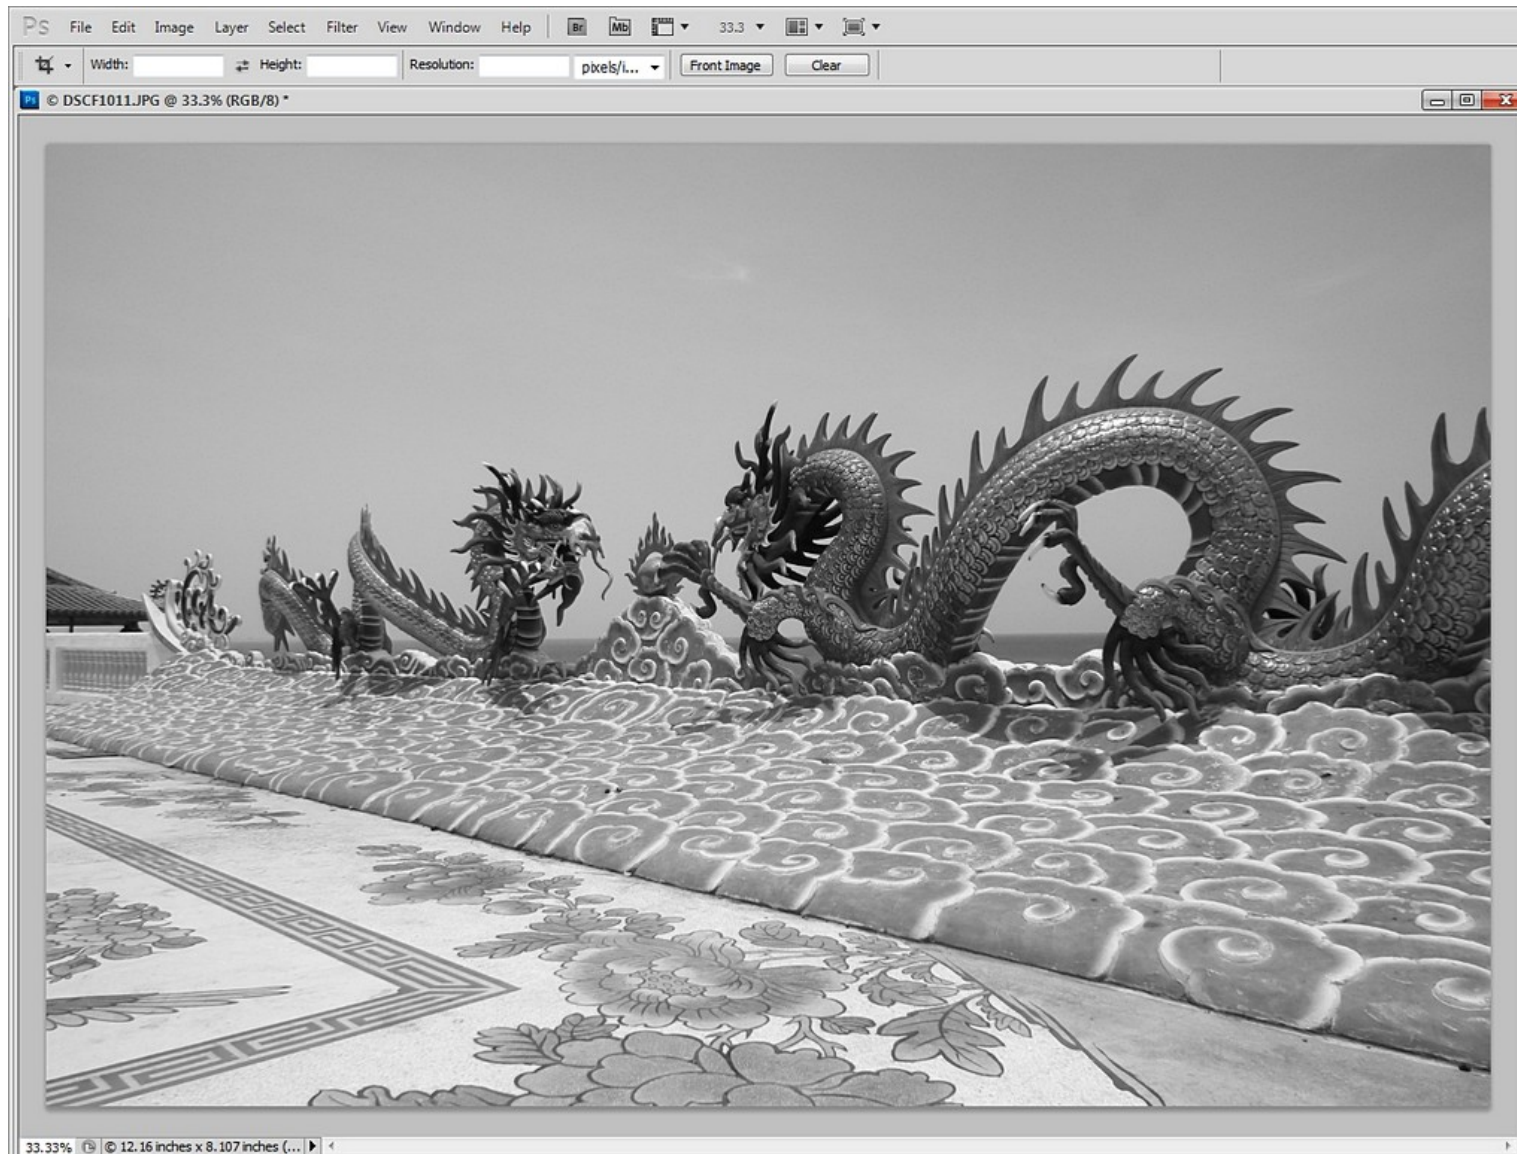 Ps File Edit Image Layer Select Filter View Window Help Br Mb 33.3
Width: Height: Resolution: pixels/i... Front Image Clear
Ps © DSCF1011.JPG @ 33.3% (RGB/8) *
33.33% © 12.16 inches x 8.107 inches (...